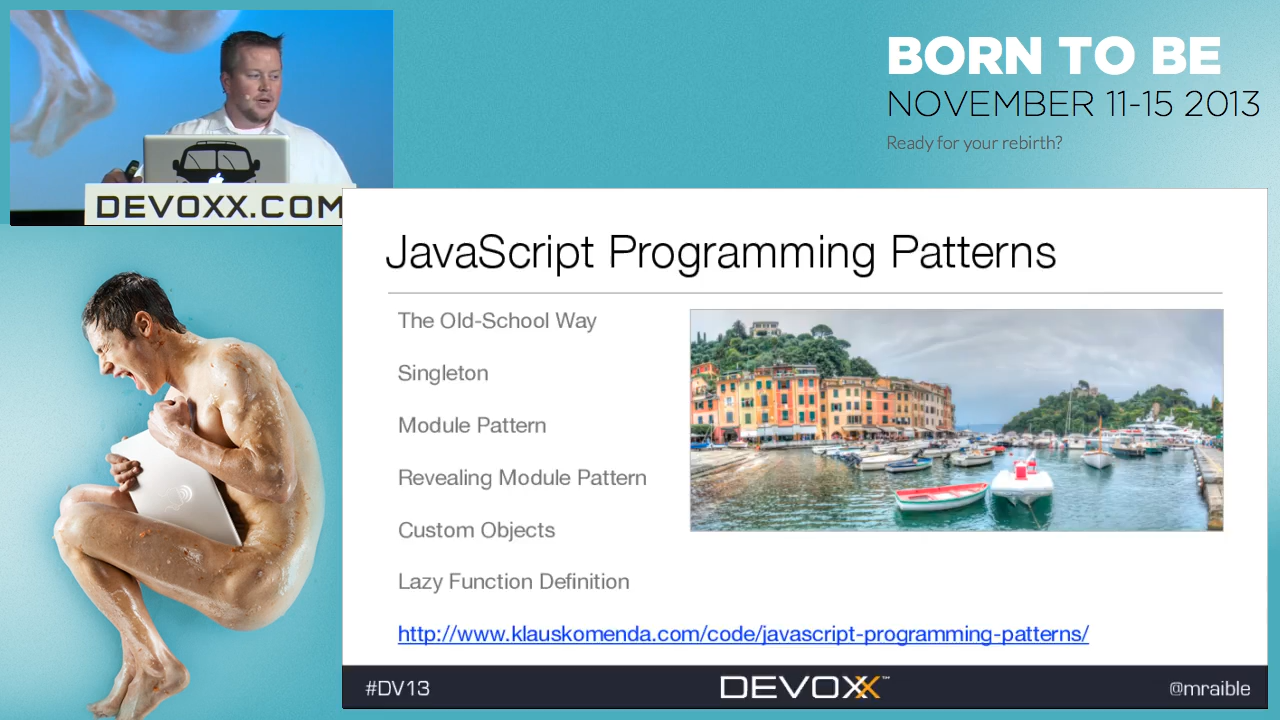 BORN TO BE
NOVEMBER 11-15 2013
Ready for your rebirth?
DEVOXX.COM
JavaScript Programming Patterns
The Old-School Way
Singleton
Module Pattern
Revealing Module Pattern
Custom Objects
Lazy Function Definition
http://www.klauskomenda.com/code/javascript-programming-patterns/
#DV13
DEVOXX™
@mraible